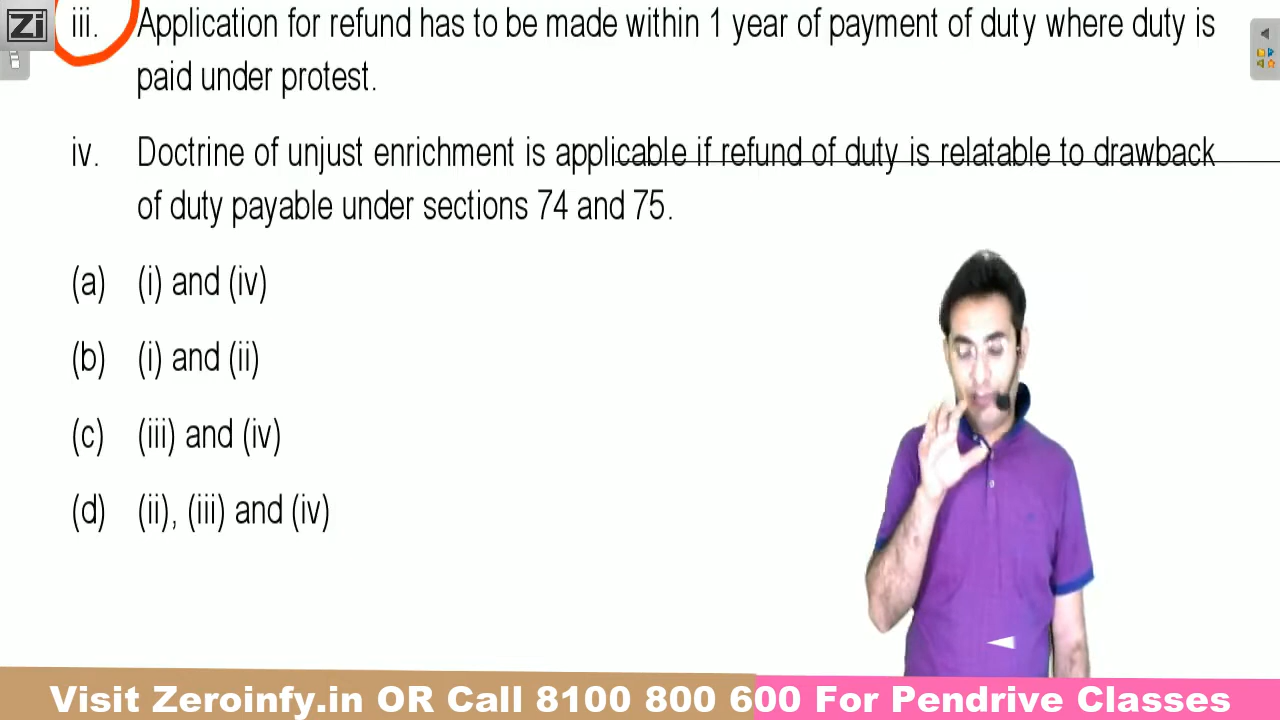 Zi
iii. Application for refund has to be made within 1 year of payment of duty where duty is
paid under protest.
iv. Doctrine of unjust enrichment is applicable if refund of duty is relatable to drawback
of duty payable under sections 74 and 75.
(a) (i) and (iv)
(b) (i) and (ii)
(c) (iii) and (iv)
(d) (ii), (iii) and (iv)
Visit Zeroinfy.in OR Call 8100 800 600 For Pendrive Classes